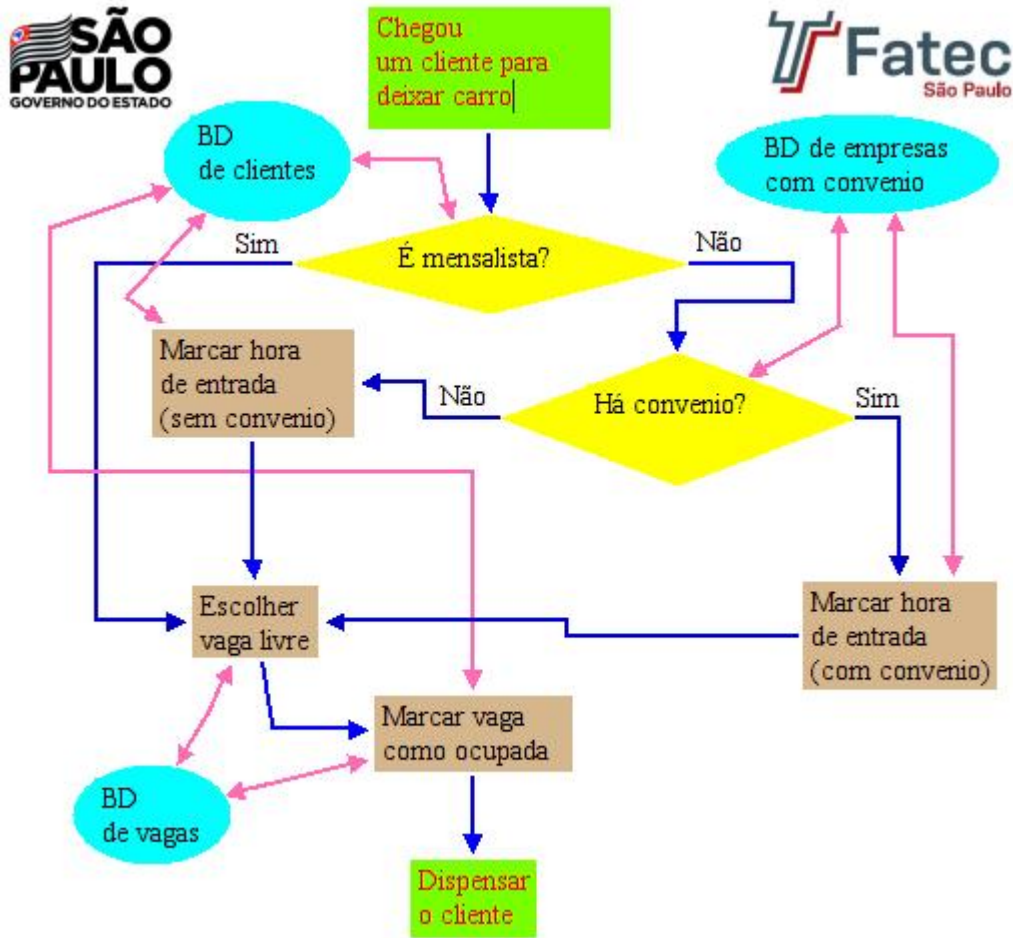 SÃO
PAULO
GOVERNO DO ESTADO
Chegou
um cliente para
deixar carro
Fatec
São Paulo
BD
de clientes
BD de empresas
com convenio
Sim
É mensalista?
Não
Marcar hora
de entrada
(sem convenio)
Não
Há convenio?
Sim
Escolher
vaga livre
Marcar hora
de entrada
(com convenio)
Marcar vaga
como ocupada
BD
de vagas
Dispensar
o cliente